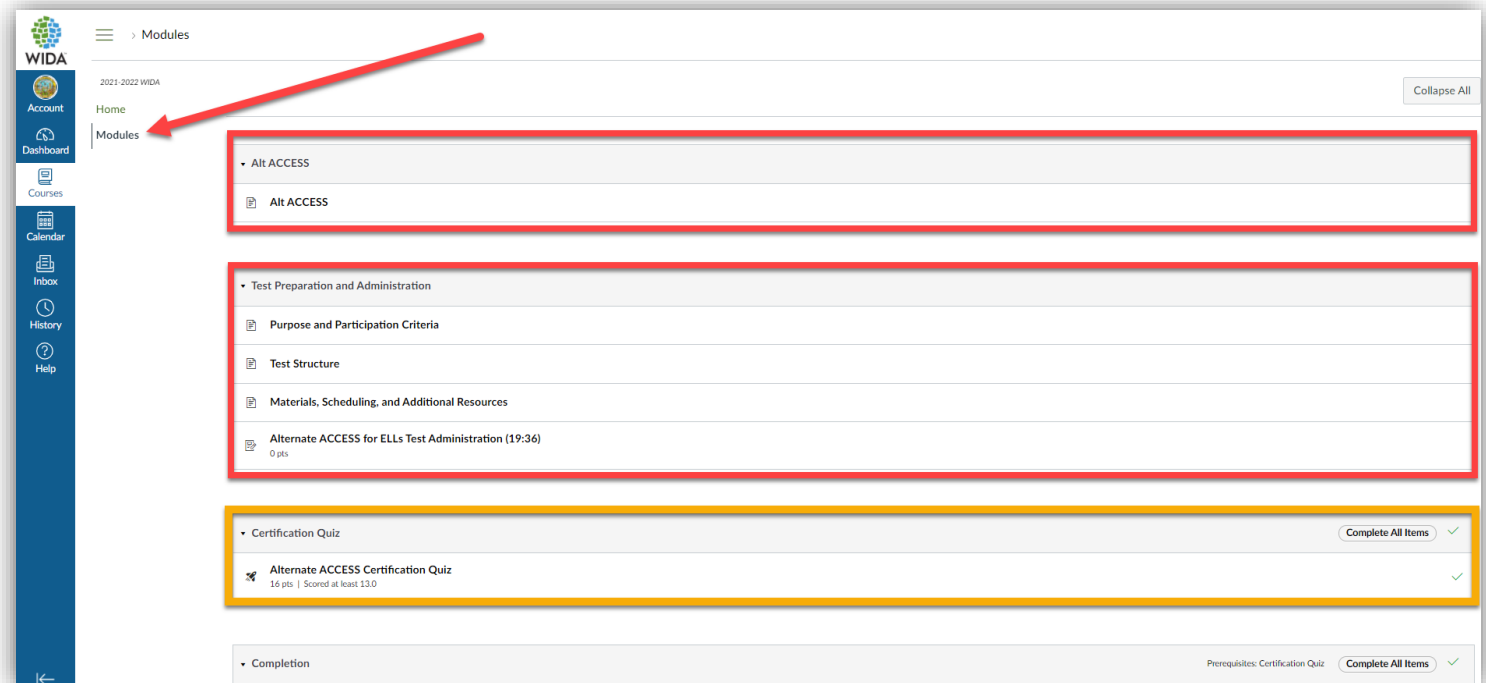 WIDA
Account
Dashboard
Courses
Calendar
Inbox
History
Help
› Modules
2021-2022 WIDA
Home
Modules
Collapse All
Alt ACCESS
Alt ACCESS
Test Preparation and Administration
Purpose and Participation Criteria
Test Structure
Materials, Scheduling, and Additional Resources
Alternate ACCESS for ELLs Test Administration (19:36)
0 pts
Certification Quiz Complete All Items
Alternate ACCESS Certification Quiz
16 pts | Scored at least 13.0
Completion Prerequisites: Certification Quiz Complete All Items